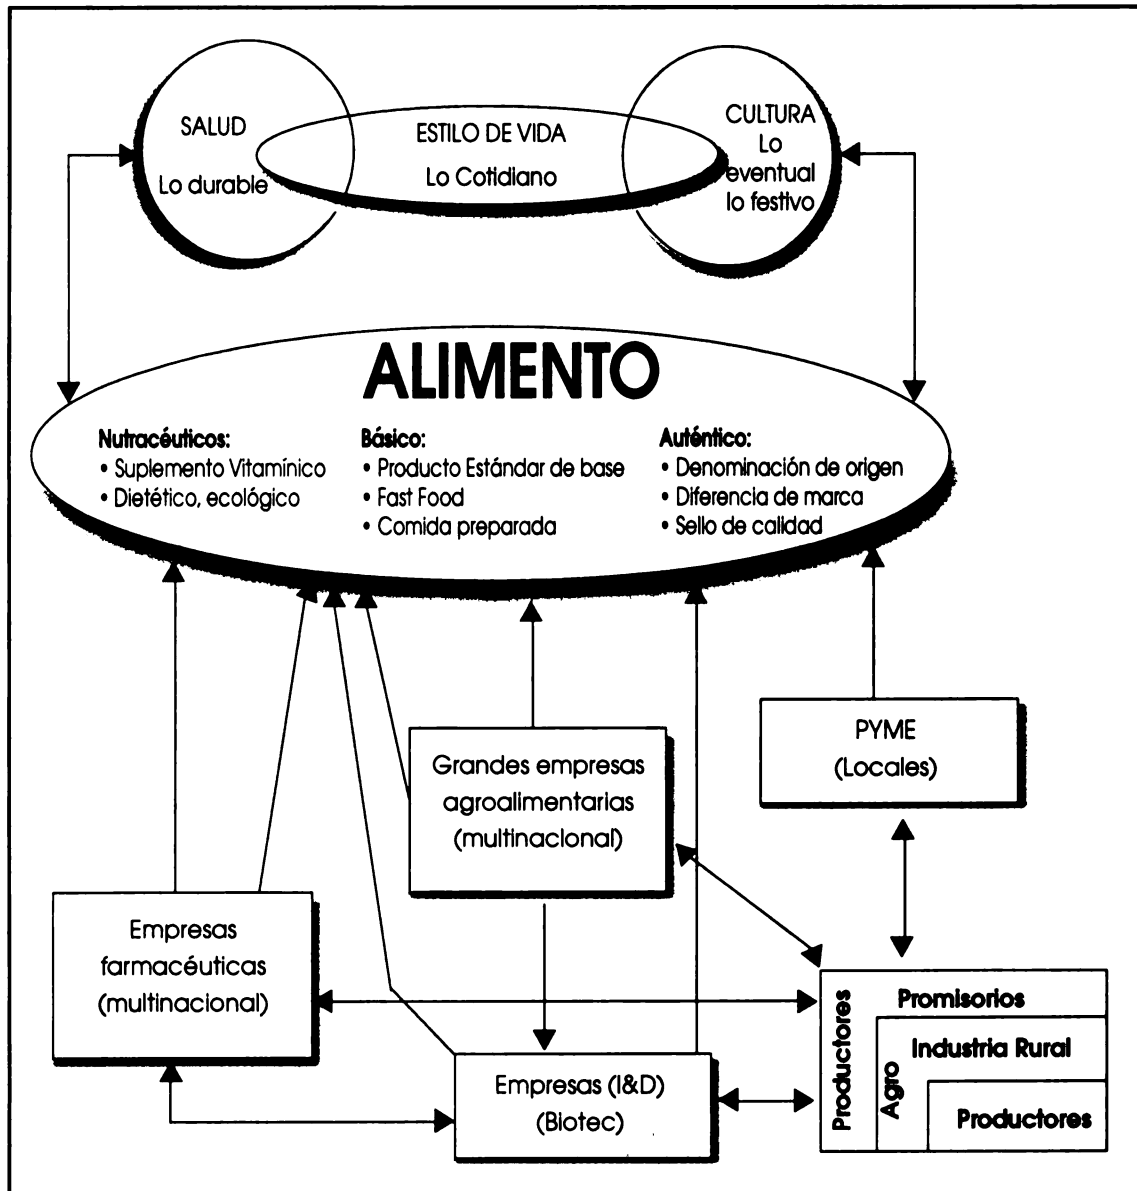 SALUD
Lo durable
ESTILO DE VIDA
Lo Cotidiano
CULTURA
Lo
eventual
lo festivo
ALIMENTO
Nutracéuticos:
• Suplemento Vitamínico
• Dietético, ecológico
Básico:
• Producto Estándar de base
• Fast Food
• Comida preparada
Auténtico:
• Denominación de origen
• Diferencia de marca
• Sello de calidad
Grandes empresas
agroalimentarias
(multinacional)
PYME
(Locales)
Empresas
farmacéuticas
(multinacional)
Empresas (I&D)
(Biotec)
Productores
Promisorios
Agro
Industria Rural
Productores